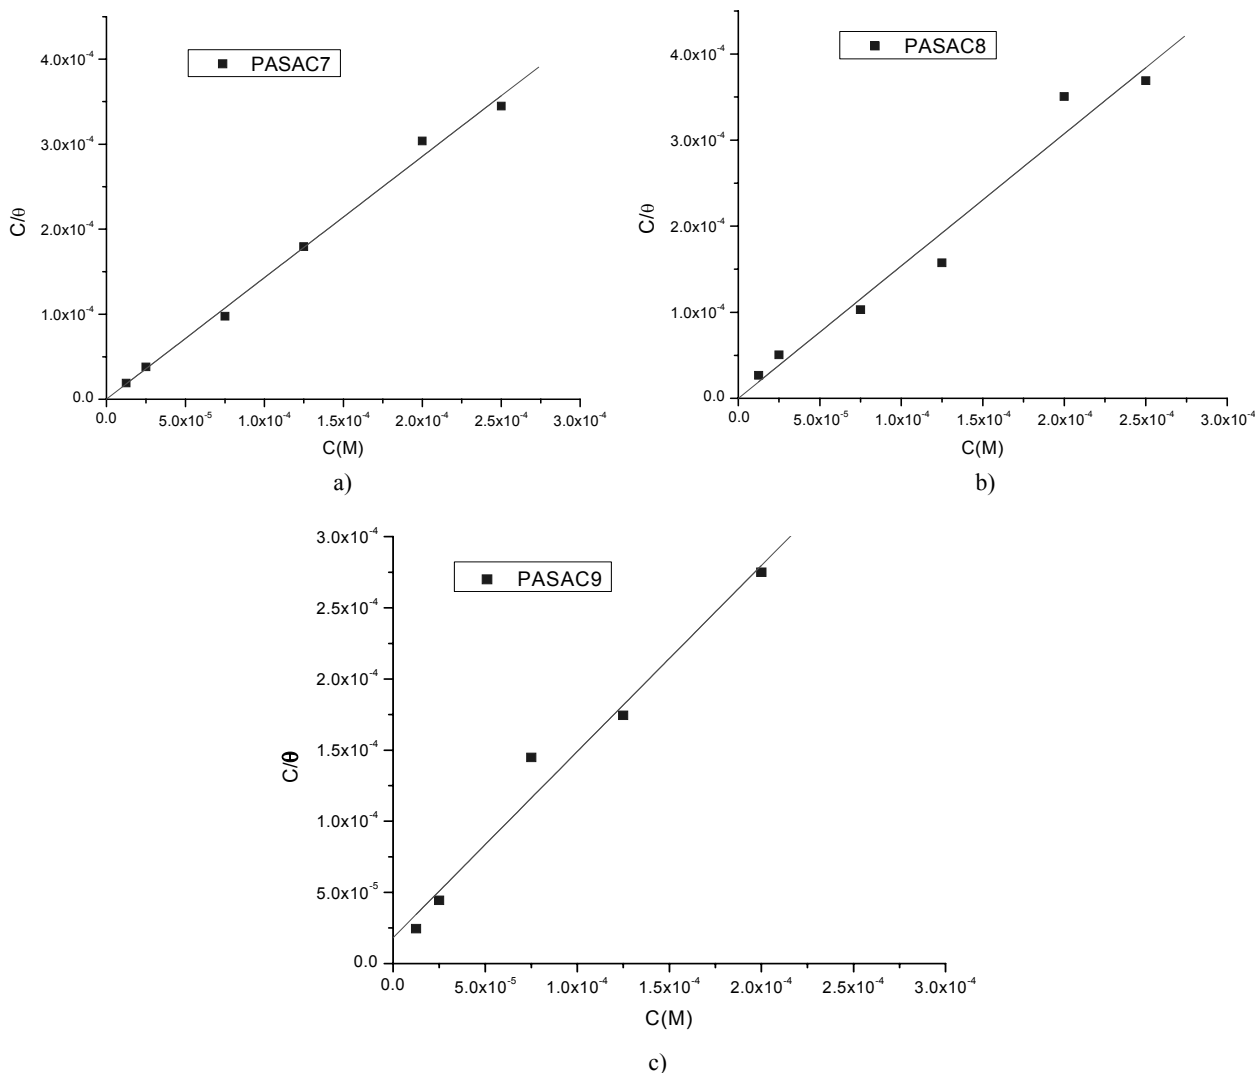 PASAC7
4.0x10⁻⁴
3.0x10⁻⁴
2.0x10⁻⁴
1.0x10⁻⁴
0.0
C/θ
0.0 5.0x10⁻⁵ 1.0x10⁻⁴ 1.5x10⁻⁴ 2.0x10⁻⁴ 2.5x10⁻⁴ 3.0x10⁻⁴
C(M)
a)
PASAC8
4.0x10⁻⁴
3.0x10⁻⁴
2.0x10⁻⁴
1.0x10⁻⁴
0.0
C/θ
0.0 5.0x10⁻⁵ 1.0x10⁻⁴ 1.5x10⁻⁴ 2.0x10⁻⁴ 2.5x10⁻⁴ 3.0x10⁻⁴
C(M)
b)
PASAC9
3.0x10⁻⁴
2.5x10⁻⁴
2.0x10⁻⁴
1.5x10⁻⁴
1.0x10⁻⁴
5.0x10⁻⁵
0.0
C/θ
0.0 5.0x10⁻⁵ 1.0x10⁻⁴ 1.5x10⁻⁴ 2.0x10⁻⁴ 2.5x10⁻⁴ 3.0x10⁻⁴
C(M)
c)